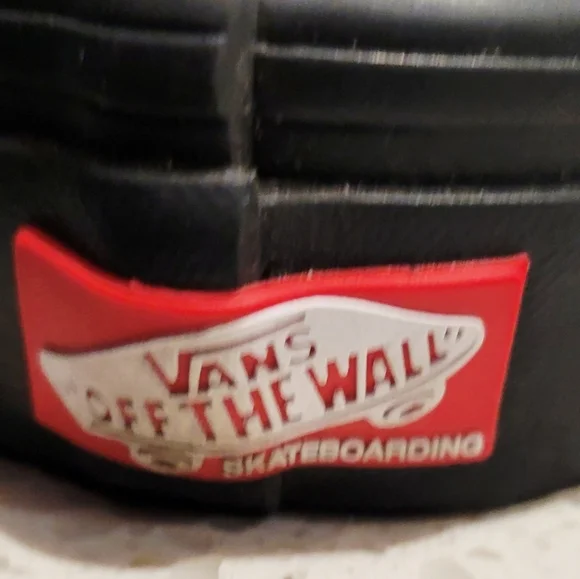 VANS
"OFF THE WALL"
SKATEBOARDING